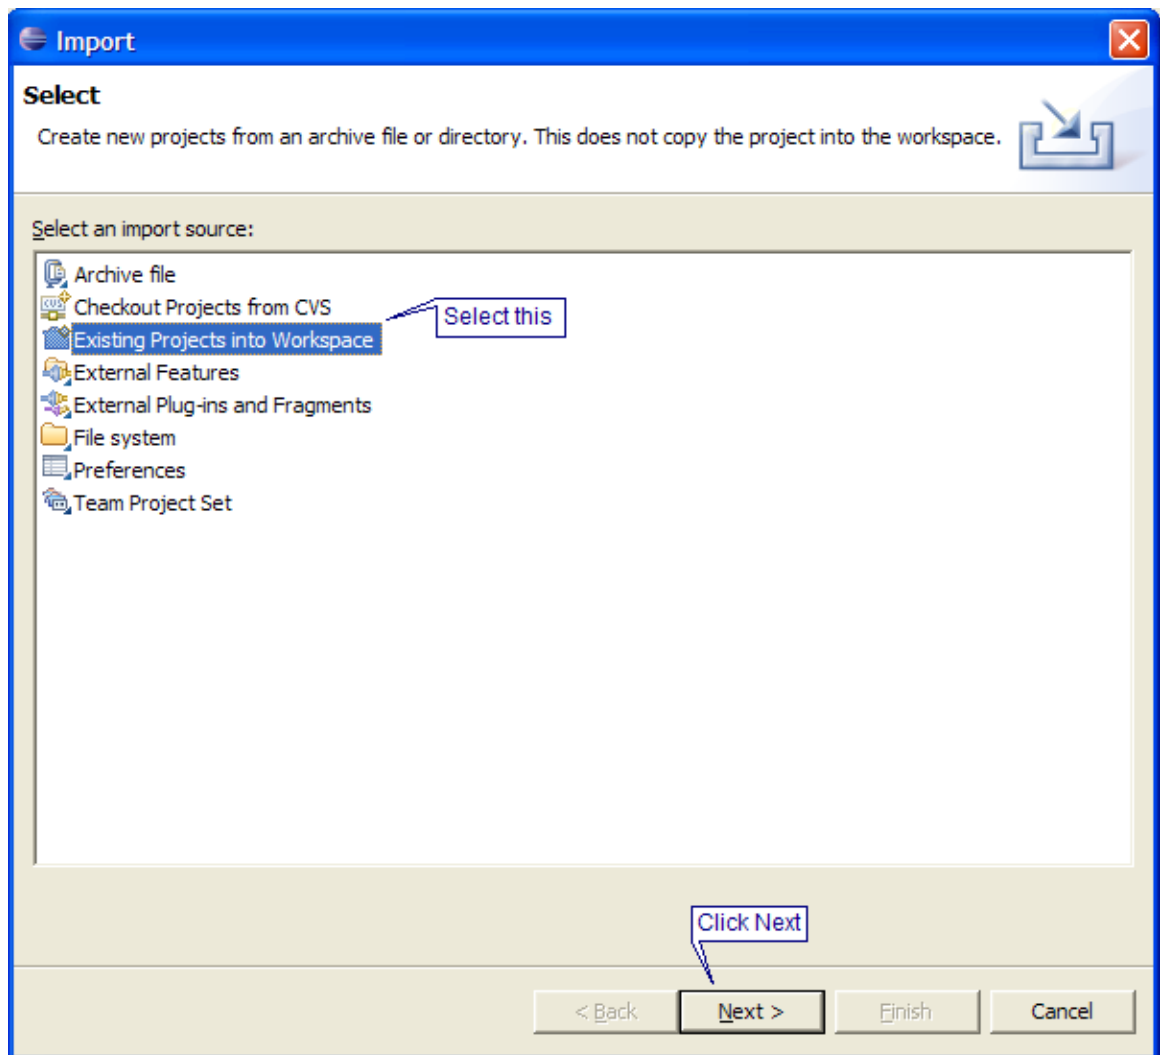 Import
Select
Create new projects from an archive file or directory. This does not copy the project into the workspace.
Select an import source:
Archive file
Checkout Projects from CVS
Select this
Existing Projects into Workspace
External Features
External Plug-ins and Fragments
File system
Preferences
Team Project Set
Click Next
< Back
Next >
Finish
Cancel